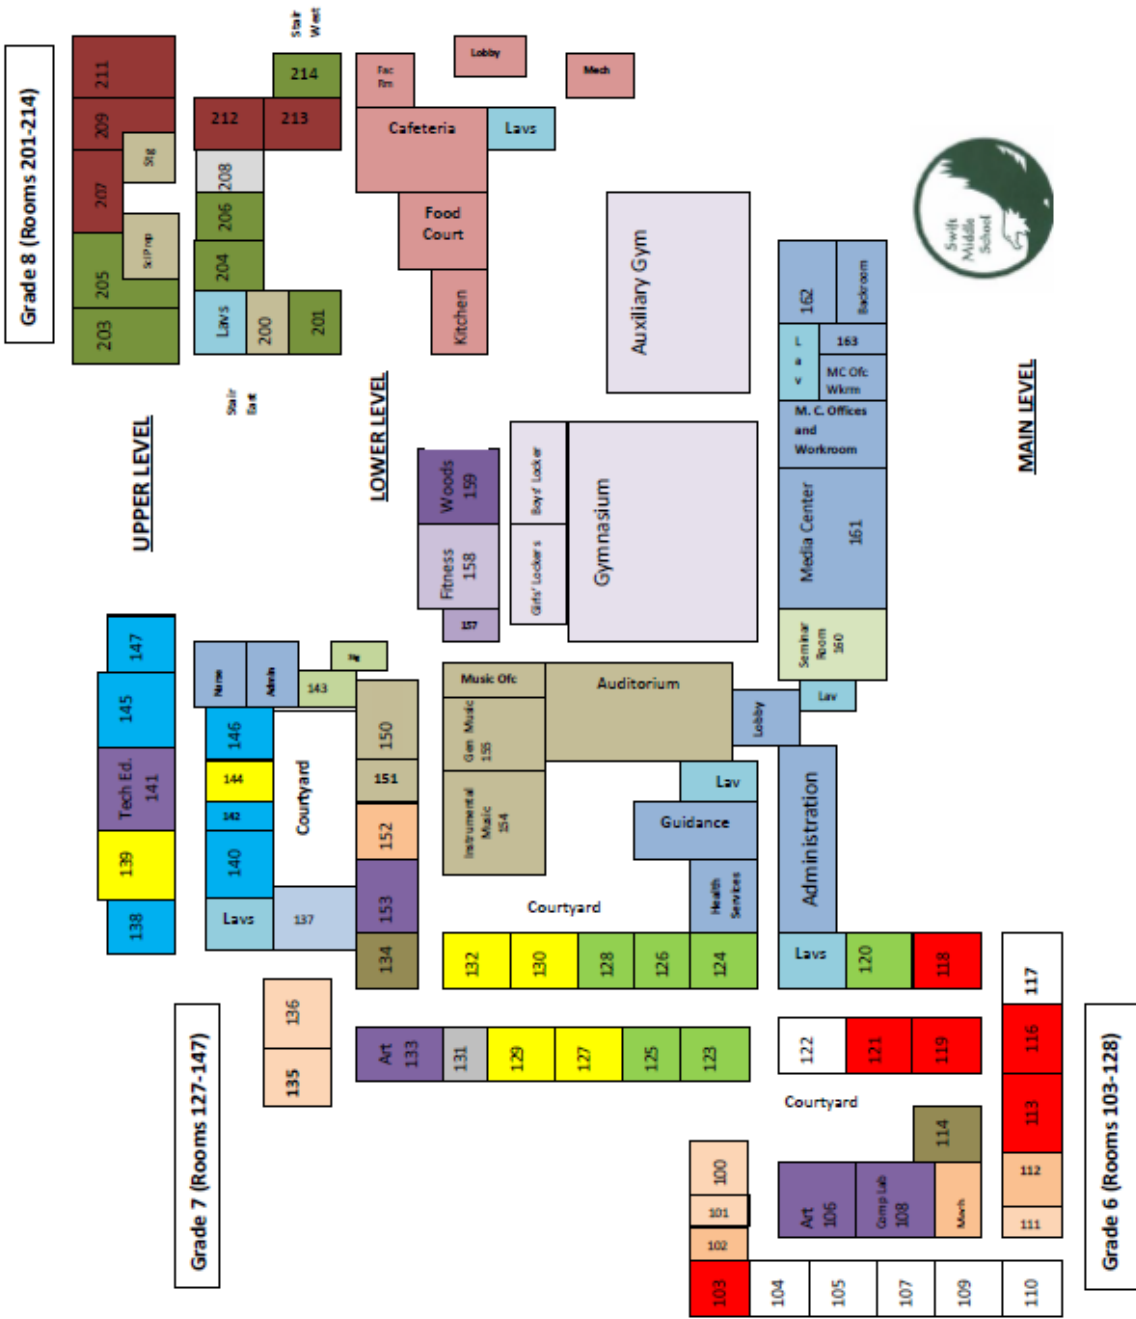 Grade 8 (Rooms 201-214)
211
209
207
205
203
Stg
Sci Prep
212
213
214
208
206
204
Lavs
200
201
Stair
West
Stair
East
UPPER LEVEL
Fac
Rm
Lobby
Mech
Cafeteria
Lavs
Food
Court
Kitchen
LOWER LEVEL
Auxiliary Gym
Woods
159
Fitness
158
157
Boys' Locker
Girls' Lockers
Gymnasium
162
Backroom
L
a
v
163
MC Ofc
Wkrm
M. C. Offices
and
Workroom
Media Center
161
Seminar
Room
160
Lav
Swift
Middle
School
MAIN LEVEL
147
145
Tech Ed.
141
139
138
Nurse
Admin
143
146
144
142
140
Lavs
137
Courtyard
150
151
152
153
134
Music Ofc
Gen Music
155
Instrumental
Music
154
Auditorium
Lobby
Lav
Guidance
Health
Services
Administration
Courtyard
132
130
128
126
124
Lavs
120
118
117
136
135
Art
133
131
129
127
125
123
122
121
119
116
113
112
111
Courtyard
114
Art
106
Comp Lab
108
Mech
100
101
102
103
104
105
107
109
110
Grade 7 (Rooms 127-147)
Grade 6 (Rooms 103-128)